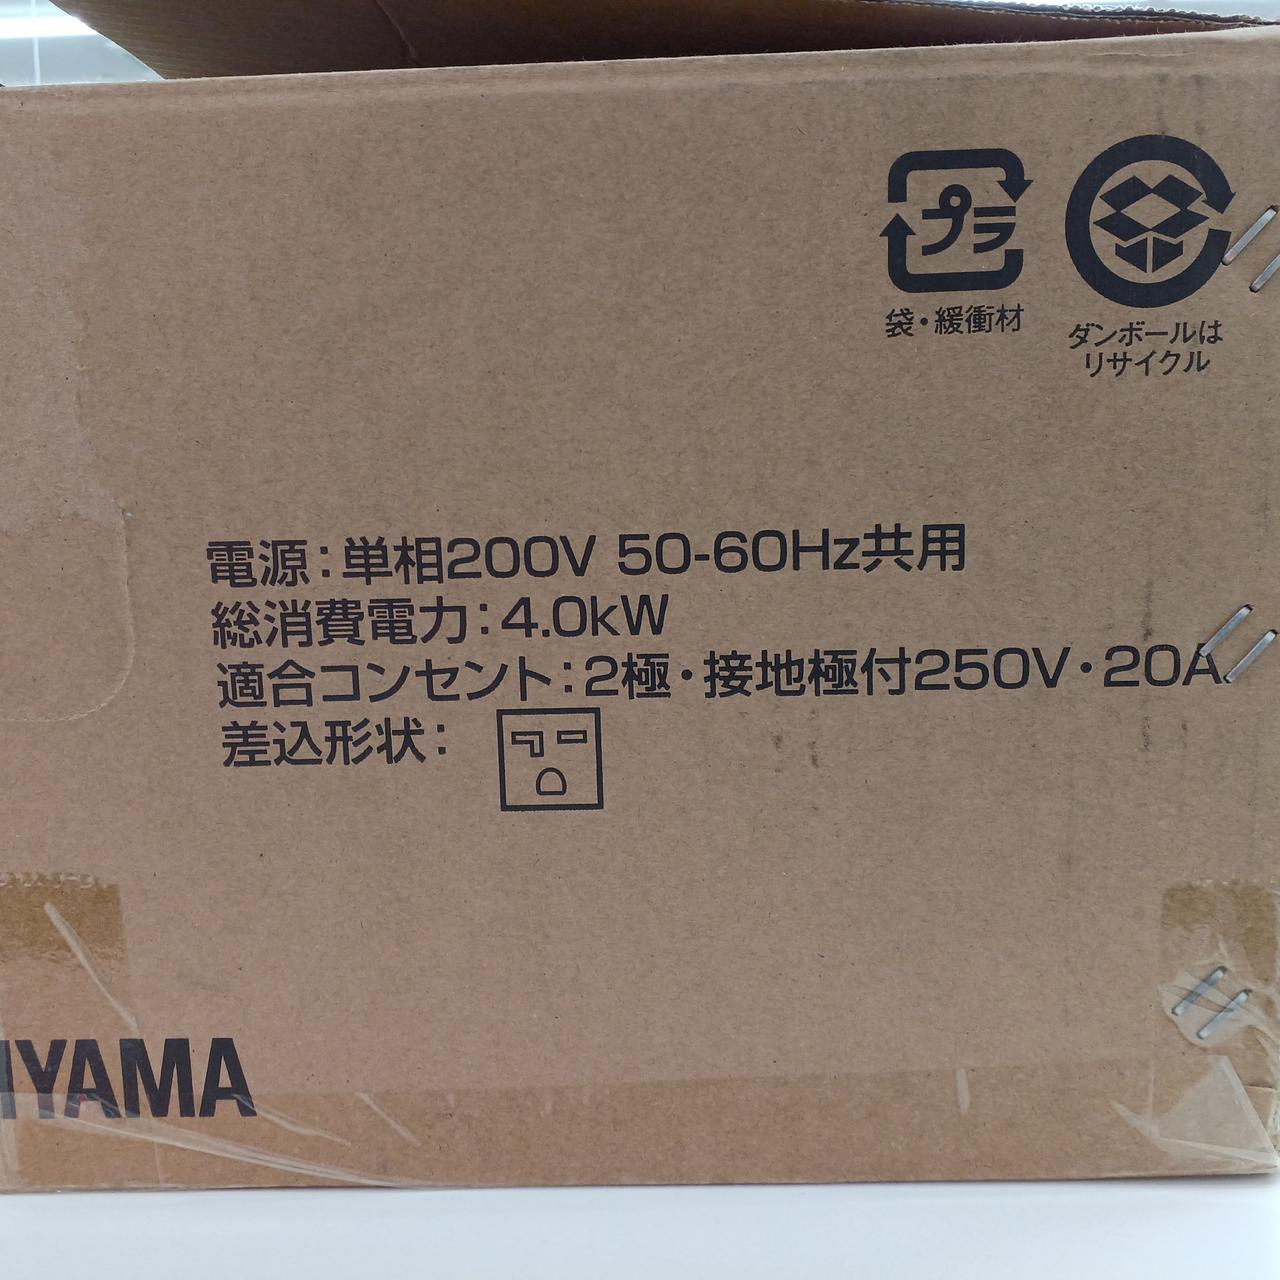 プラ
袋・緩衝材
ダンボールは
リサイクル
電源:単相200V 50-60Hz共用
総消費電力:4.0kW
適合コンセント:2極・接地極付250V・20A
差込形状:
IYAMA